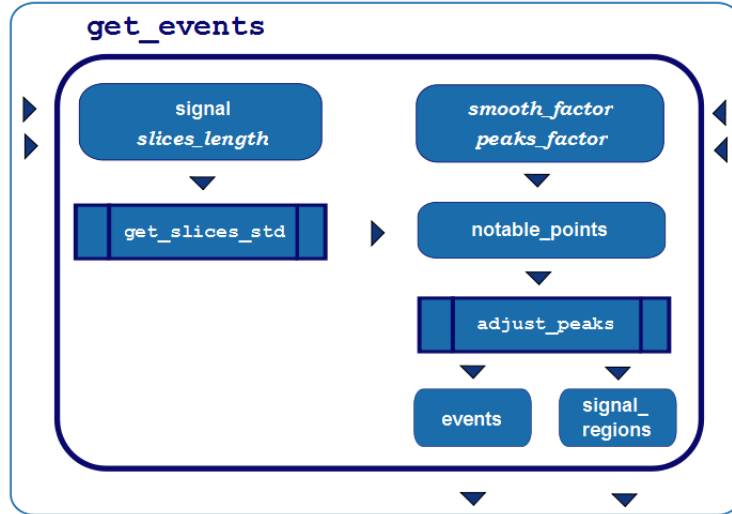 get_events
signal
slices_length
smooth_factor
peaks_factor
get_slices_std
notable_points
adjust_peaks
events
signal_
regions